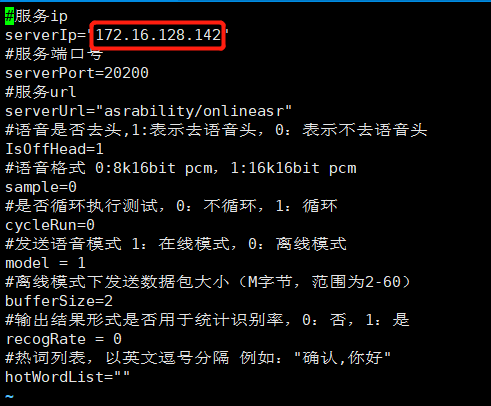 #服务ip
serverIp="172.16.128.142"
#服务端口号
serverPort=20200
#服务url
serverUrl="asrability/onlineasr"
#语音是否去头,1:表示去语音头，0：表示不去语音头
IsOffHead=1
#语音格式 0:8k16bit pcm，1:16k16bit pcm
sample=0
#是否循环执行测试，0：不循环，1：循环
cycleRun=0
#发送语音模式 1：在线模式，0：离线模式
model = 1
#离线模式下发送数据包大小（M字节，范围为2-60）
bufferSize=2
#输出结果形式是否用于统计识别率，0：否，1：是
recogRate = 0
#热词列表，以英文逗号分隔 例如："确认,你好"
hotWordList=""
~